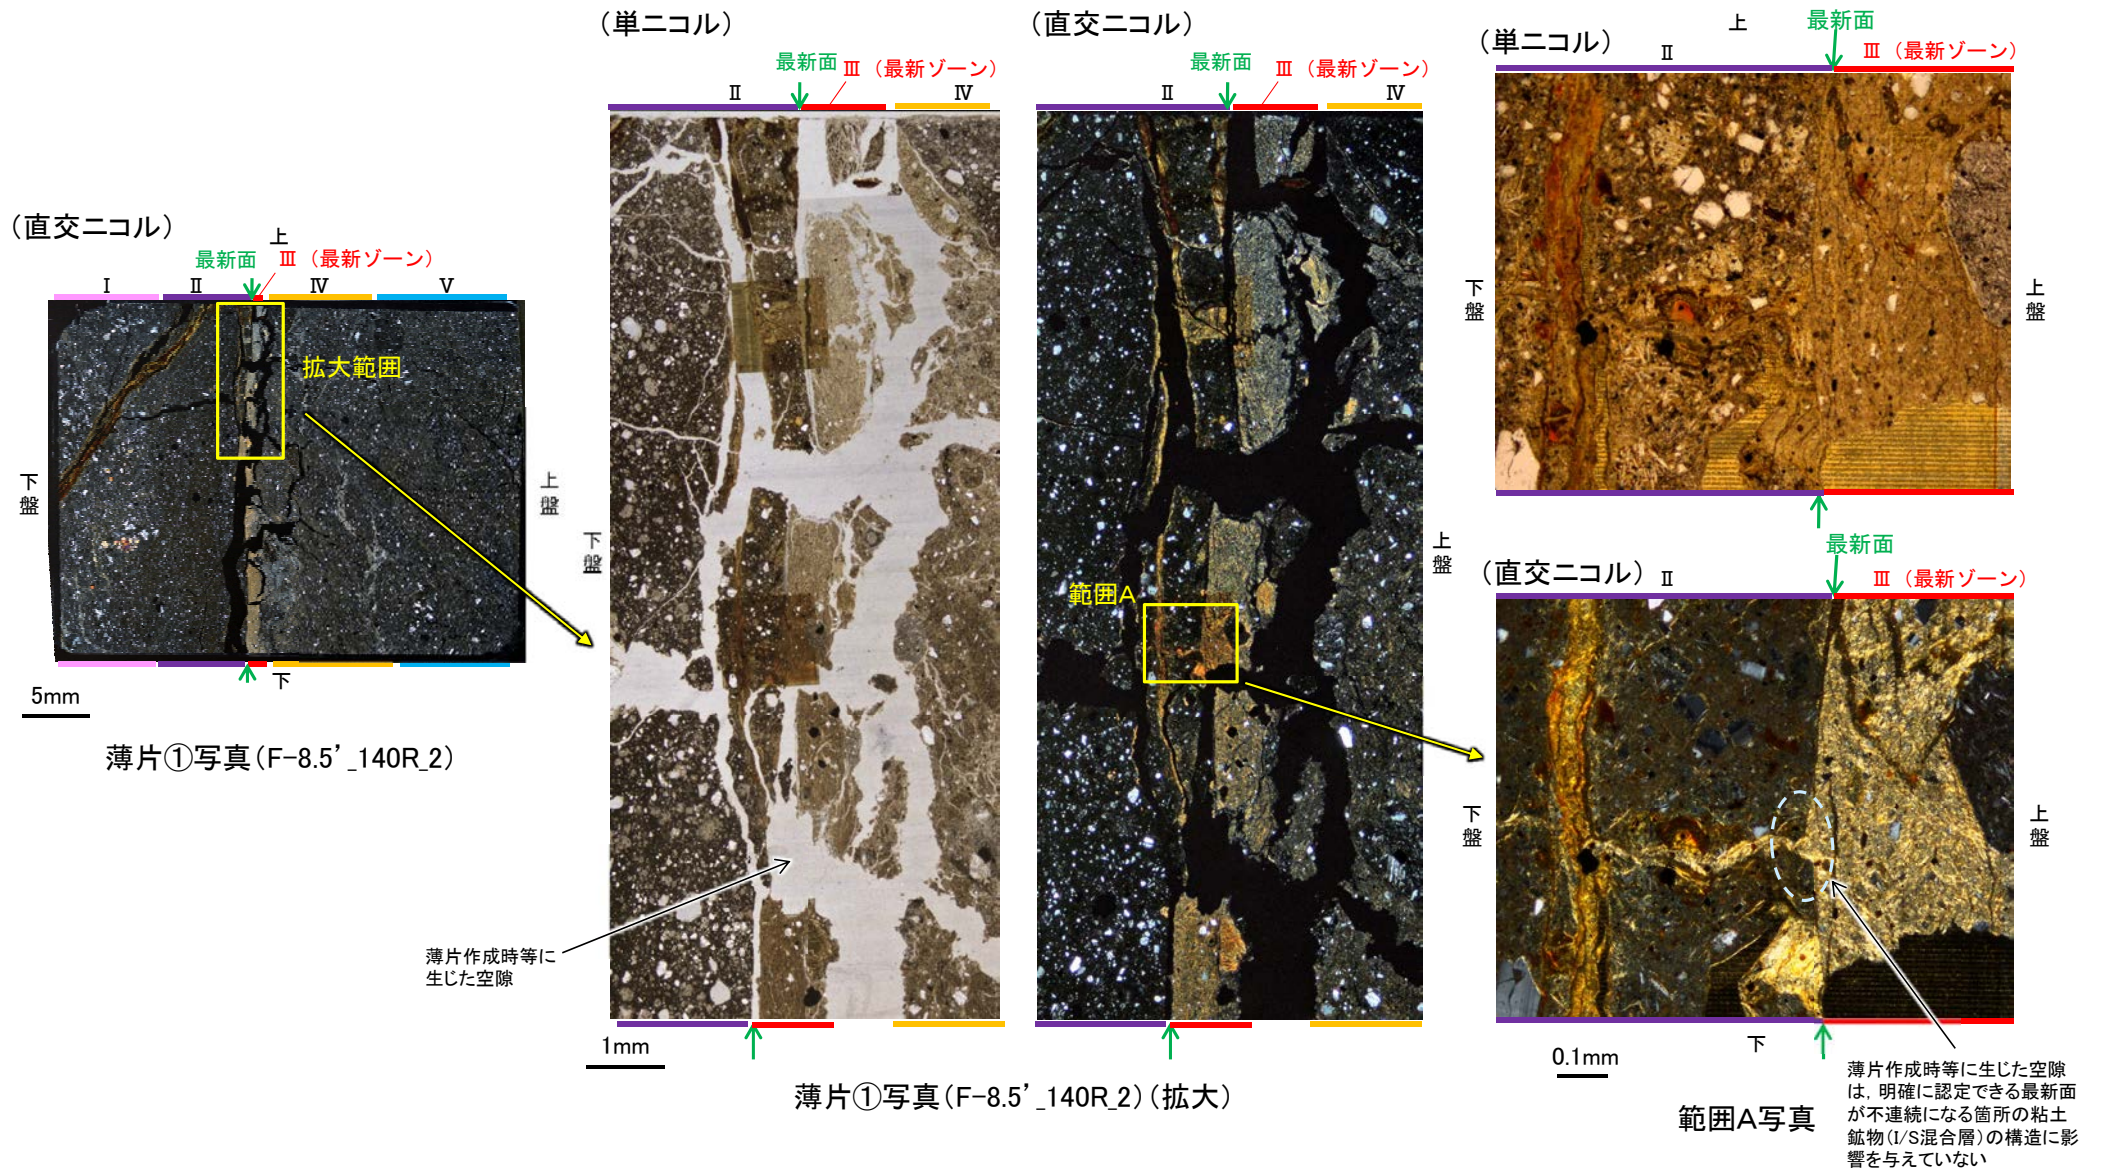 （直交ニコル）
上
最新面
Ⅲ（最新ゾーン）
Ⅰ
Ⅱ
Ⅳ
Ⅴ
拡大範囲
下盤
上盤
下
5mm
薄片①写真（F-8.5’_140R_2）
（単ニコル）
最新面
Ⅲ（最新ゾーン）
Ⅱ
Ⅳ
下盤
薄片作成時等に
生じた空隙
1mm
（直交ニコル）
最新面
Ⅲ（最新ゾーン）
Ⅱ
Ⅳ
範囲A
上盤
薄片①写真（F-8.5’_140R_2）（拡大）
（単ニコル）
上
最新面
Ⅱ
Ⅲ（最新ゾーン）
下盤
上盤
最新面
（直交ニコル）
Ⅱ
Ⅲ（最新ゾーン）
下盤
上盤
下
0.1mm
範囲A写真
薄片作成時等に生じた空隙
は，明確に認定できる最新面
が不連続になる箇所の粘土
鉱物（I/S混合層）の構造に影
響を与えていない